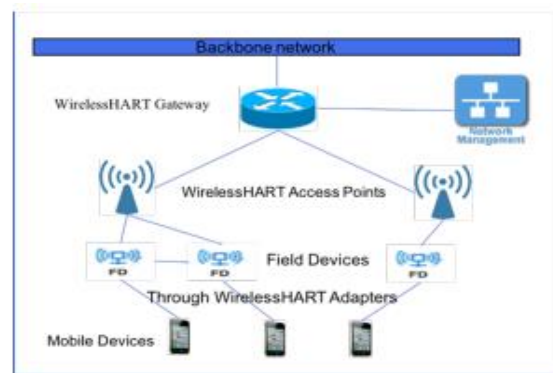 Backbone network
WirelessHART Gateway
Network
Management
WirelessHART Access Points
Field Devices
FD
FD
FD
Through WirelessHART Adapters
Mobile Devices